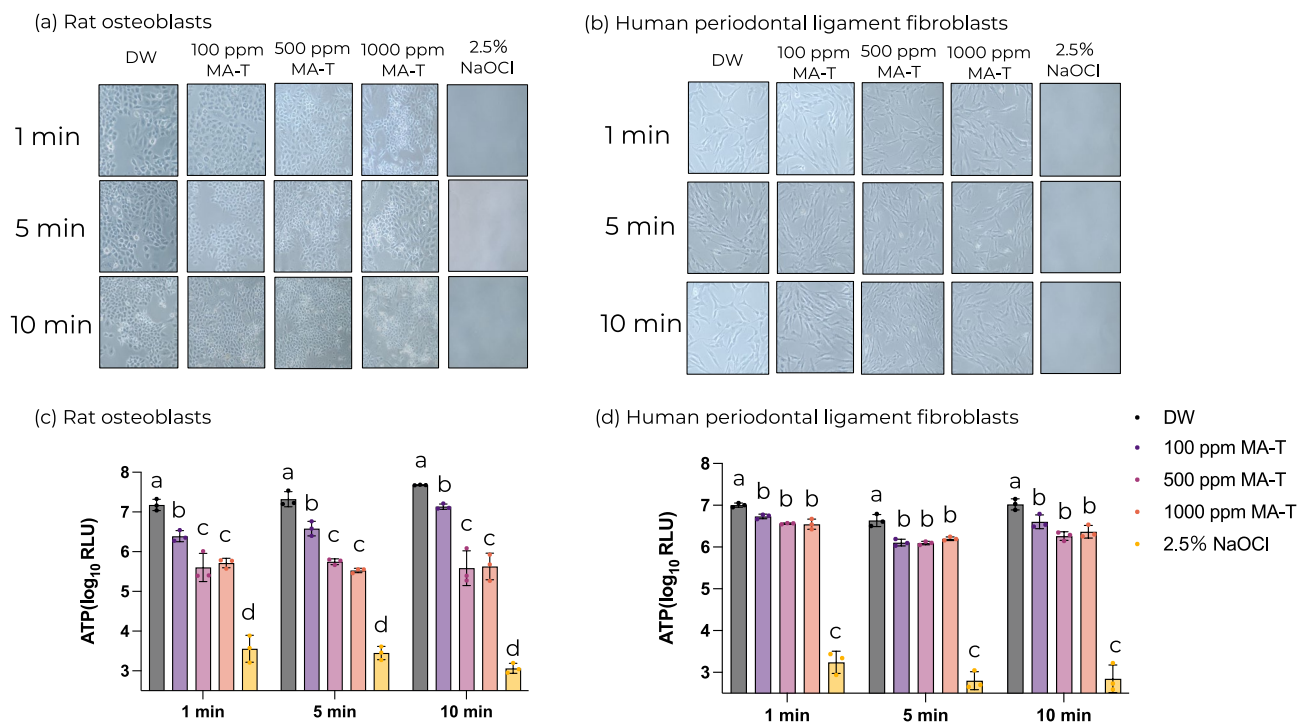 (a) Rat osteoblasts
DW
100 ppm MA-T
500 ppm MA-T
1000 ppm MA-T
2.5% NaOCl
1 min
5 min
10 min
(b) Human periodontal ligament fibroblasts
DW
100 ppm MA-T
500 ppm MA-T
1000 ppm MA-T
2.5% NaOCl
1 min
5 min
10 min
(c) Rat osteoblasts
ATP(log10 RLU)
8
7
6
5
4
3
a
b
c
c
d
a
b
c
c
d
a
b
c
c
d
1 min
5 min
10 min
(d) Human periodontal ligament fibroblasts
ATP(log10 RLU)
8
7
6
5
4
3
a
b
b
b
c
a
b
b
b
c
a
b
b
b
c
1 min
5 min
10 min
DW
100 ppm MA-T
500 ppm MA-T
1000 ppm MA-T
2.5% NaOCl